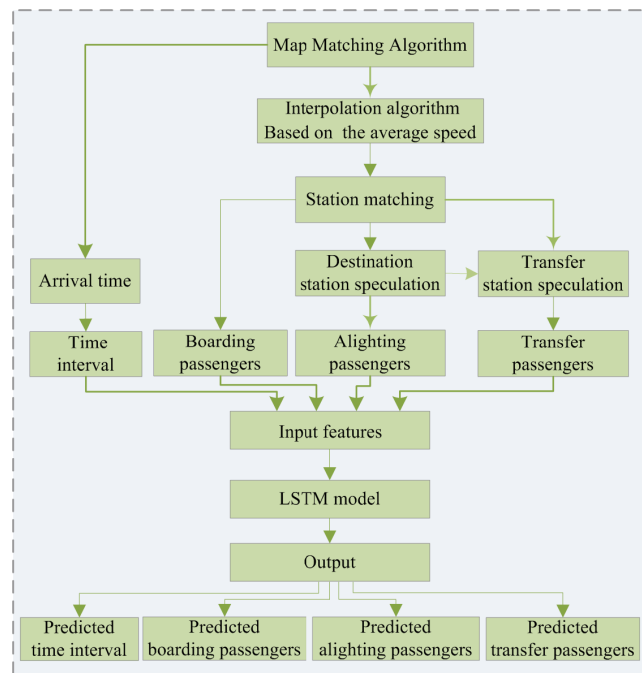 Map Matching Algorithm
Interpolation algorithm
Based on the average speed
Station matching
Arrival time
Destination
station speculation
Transfer
station speculation
Time
interval
Boarding
passengers
Alighting
passengers
Transfer
passengers
Input features
LSTM model
Output
Predicted
time interval
Predicted
boarding passengers
Predicted
alighting passengers
Predicted
transfer passengers